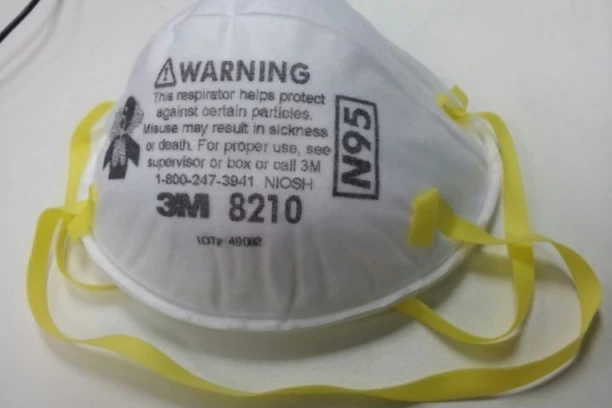 ⚠WARNING
This respirator helps protect
against certain particles.
Misuse may result in sickness
or death. For proper use, see
supervisor or box or call 3M
1-800-247-3941. NIOSH
3M 8210
N95